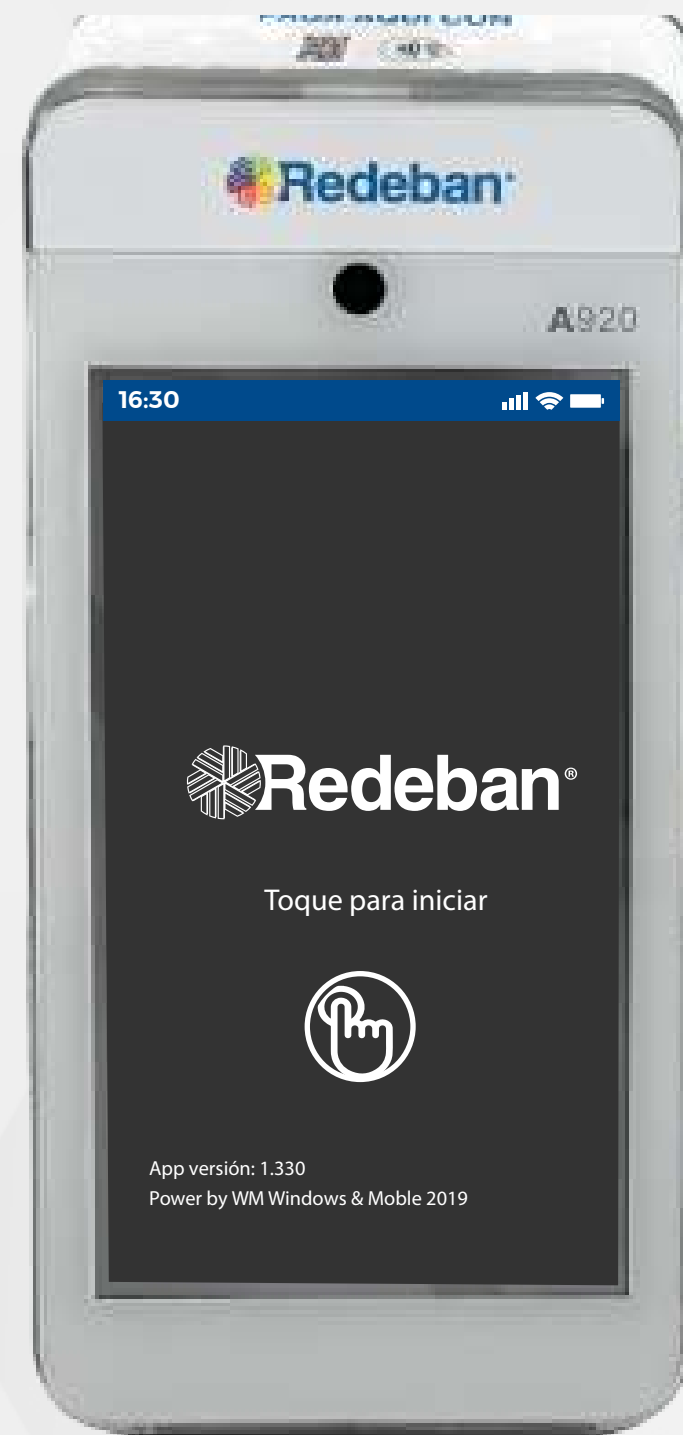 Redeban
A920
16:30
Redeban®
Toque para iniciar
App versión: 1.330
Power by WM Windows & Moble 2019